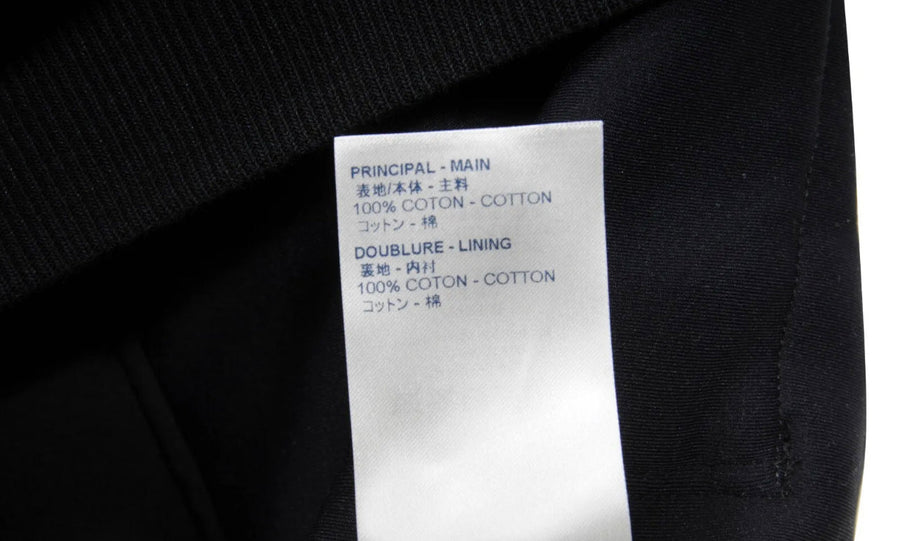 PRINCIPAL - MAIN
表地/本体 - 主料
100% COTON - COTTON
コットン - 棉
DOUBLURE - LINING
裏地 - 内衬
100% COTON - COTTON
コットン - 棉